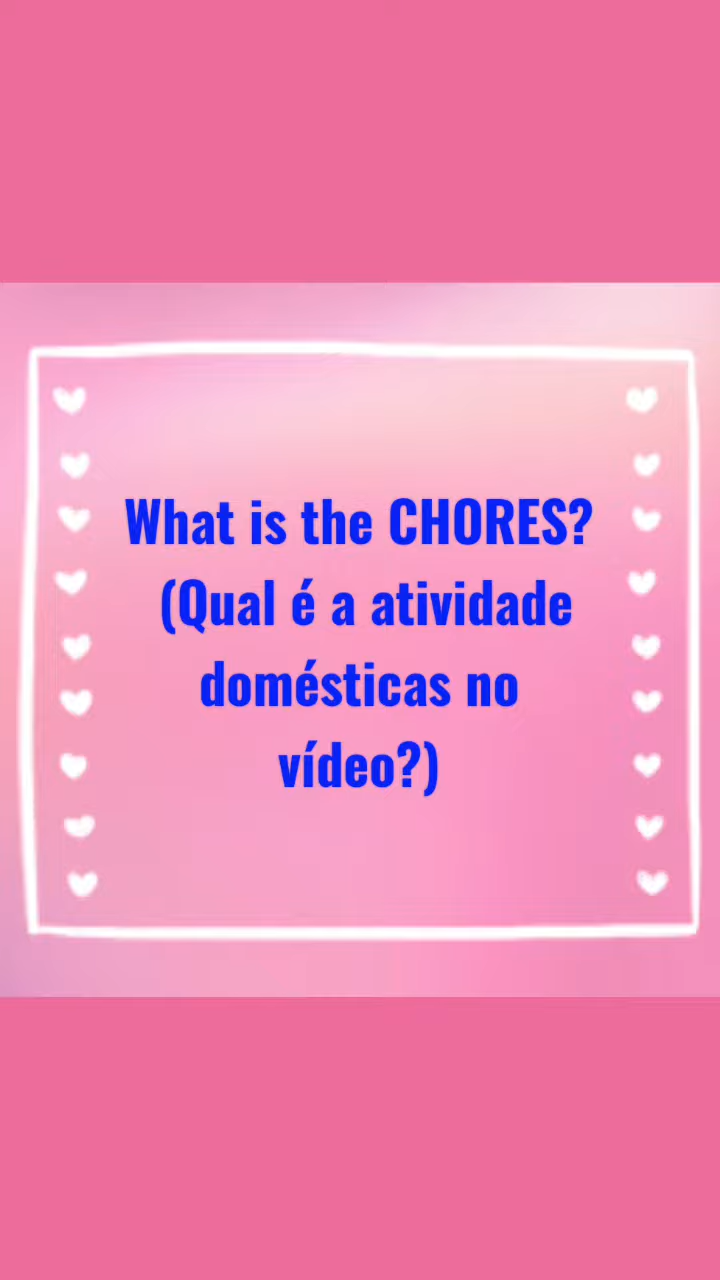 What is the CHORES?
(Qual é a atividade
domésticas no
vídeo?)